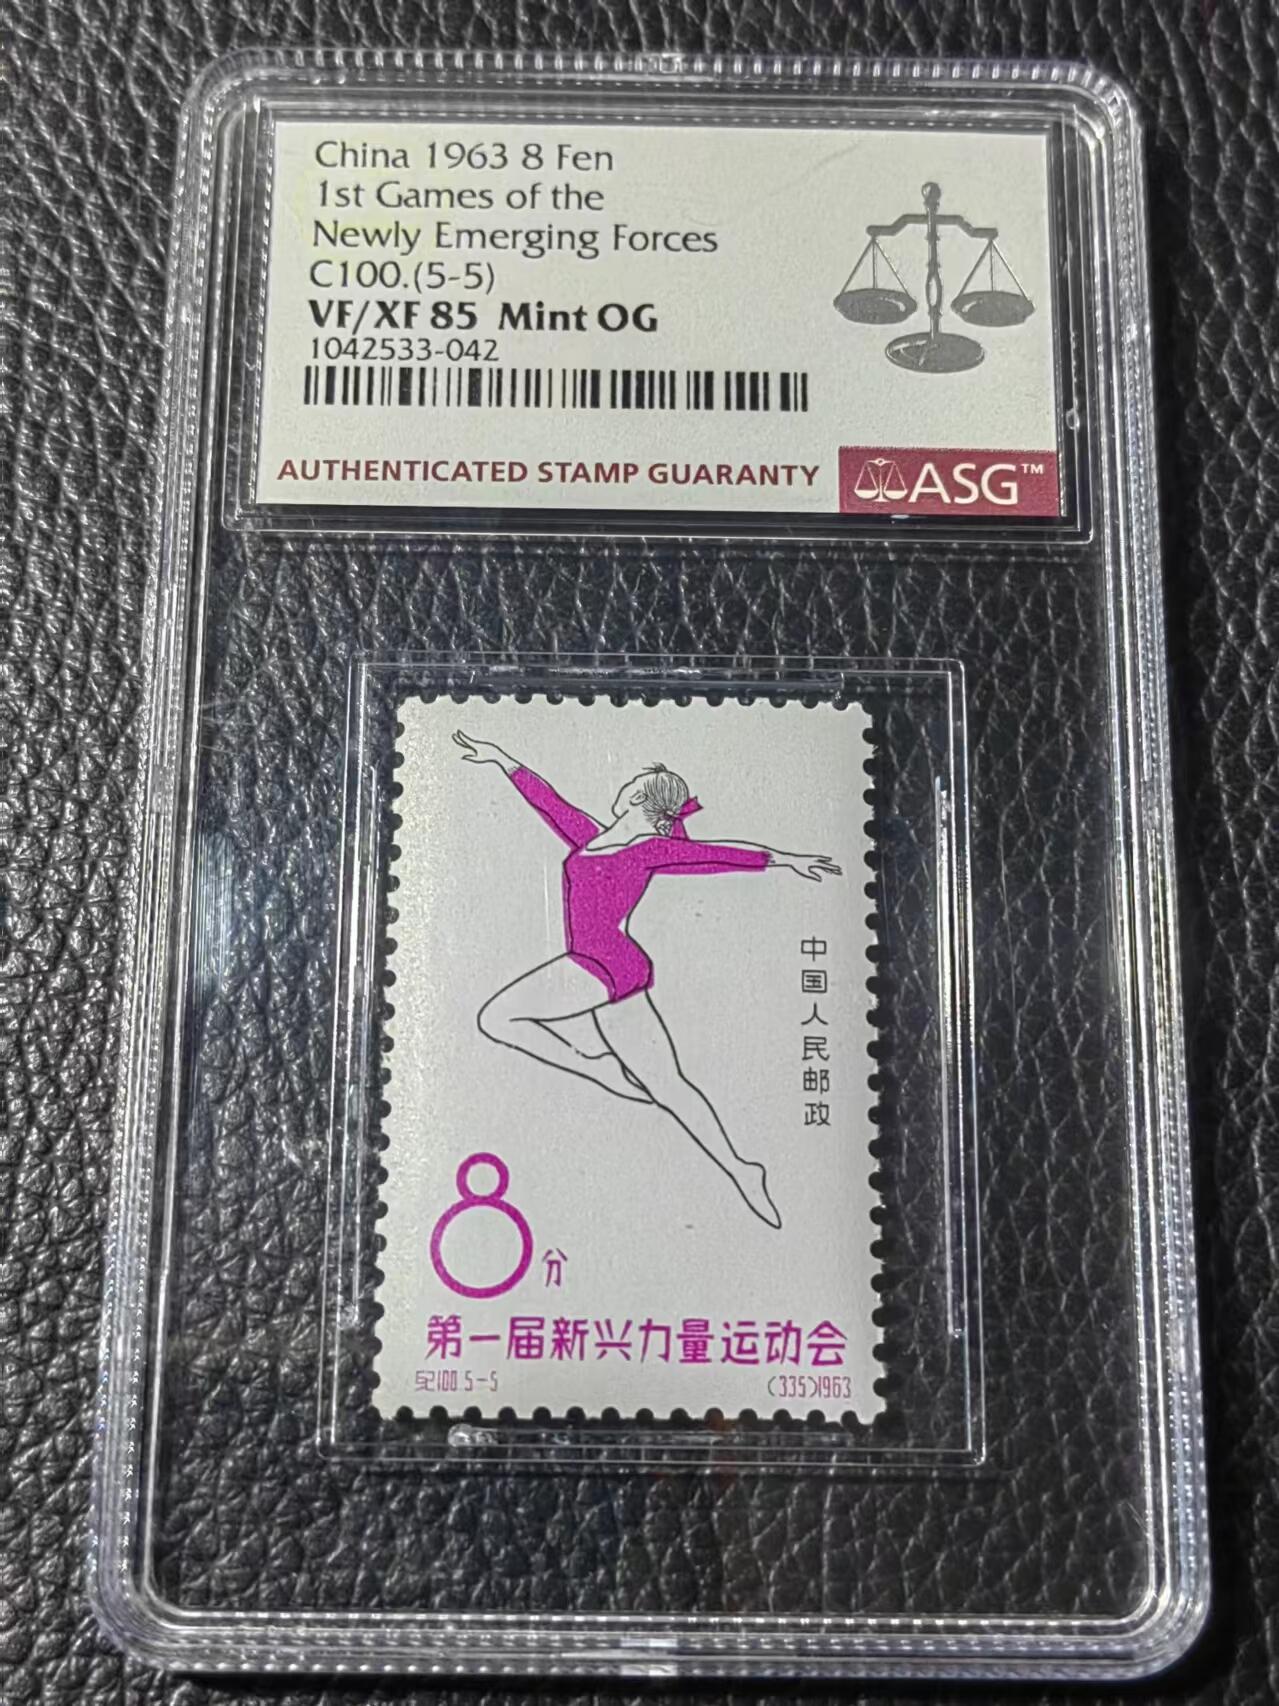 China 1963 8 Fen
1st Games of the
Newly Emerging Forces
C100.(5-5)
VF/XF 85 Mint OG
1042533-042
AUTHENTICATED STAMP GUARANTY
ASG™
中国人民邮政
8分
第一届新兴力量运动会
纪100.5-5
(335)1963